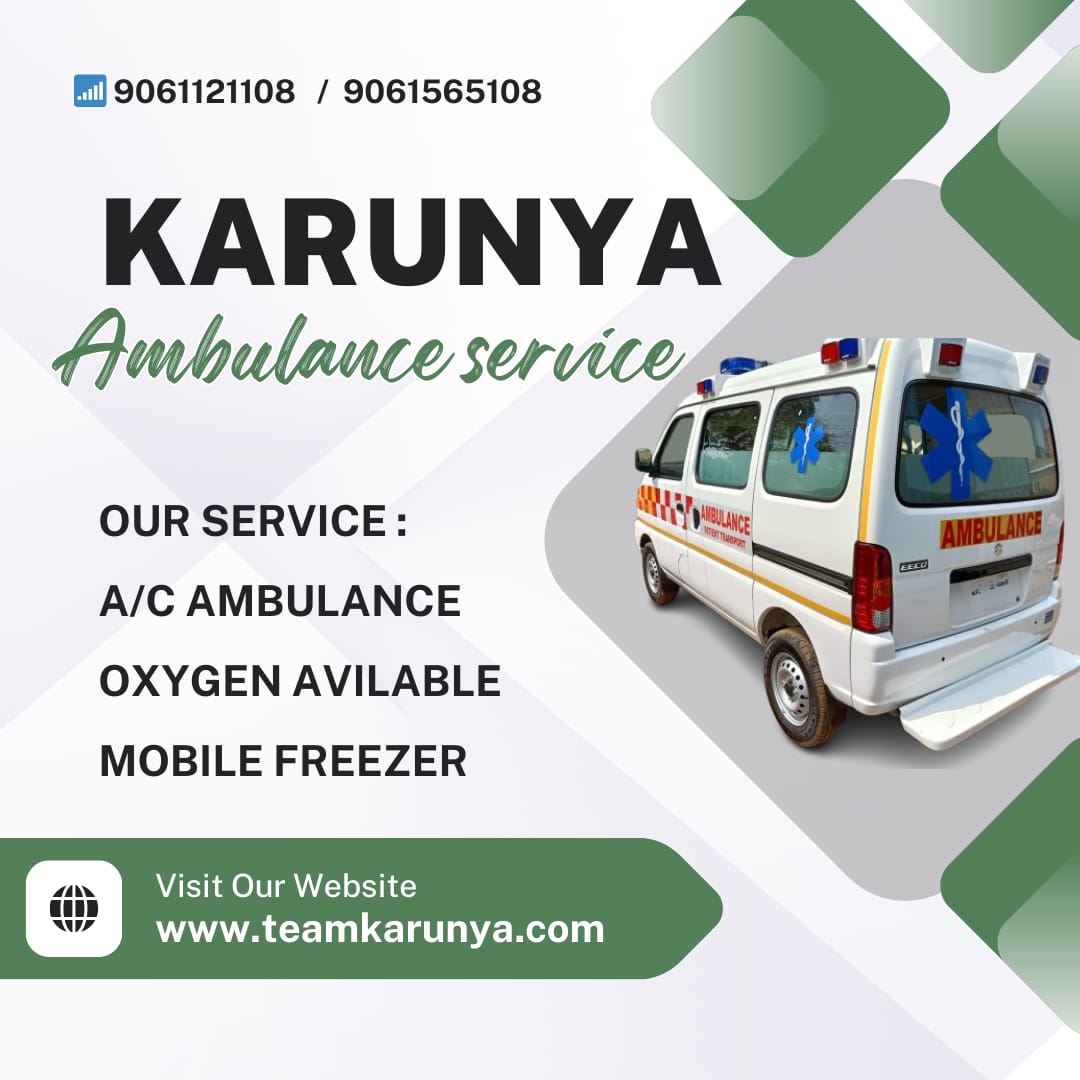 9061121108 / 9061565108
KARUNYA
Ambulance service
OUR SERVICE :
A/C AMBULANCE
OXYGEN AVILABLE
MOBILE FREEZER
AMBULANCE
PATIENT TRANSPORT
AMBULANCE
EECO
Visit Our Website
www.teamkarunya.com